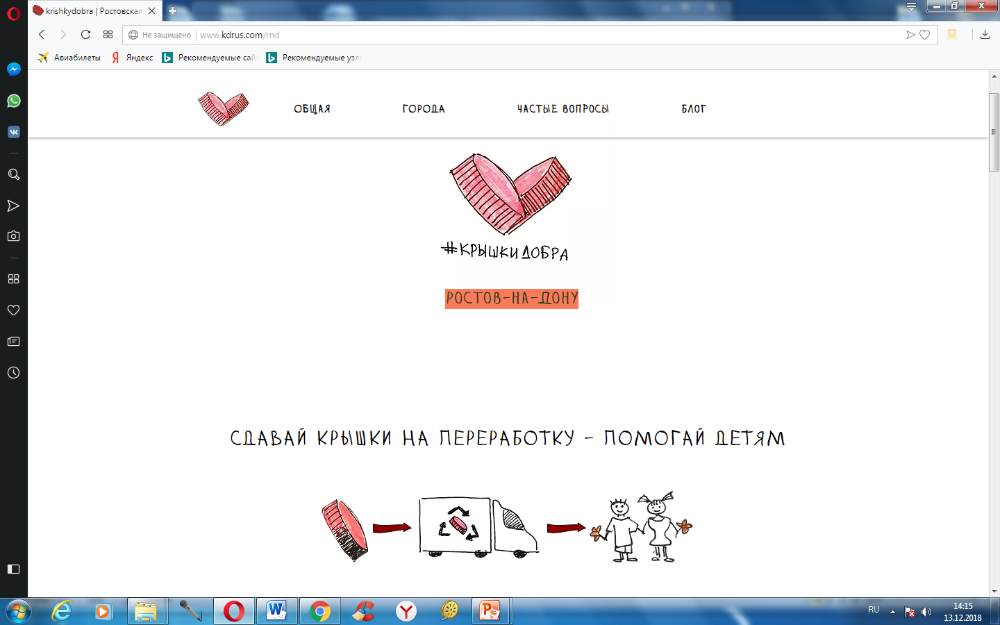 krishkydobra | Ростовская
Не защищено www.kdrus.com/rnd
Авиабилеты Яндекс Рекомендуемые сай Рекомендуемые узл
ОБЩАЯ ГОРОДА ЧАСТЫЕ ВОПРОСЫ БЛОГ
#КРЫШКИДОБРА
РОСТОВ-НА-ДОНУ
СДАВАЙ КРЫШКИ НА ПЕРЕРАБОТКУ - ПОМОГАЙ ДЕТЯМ
RU 14:15
13.12.2018